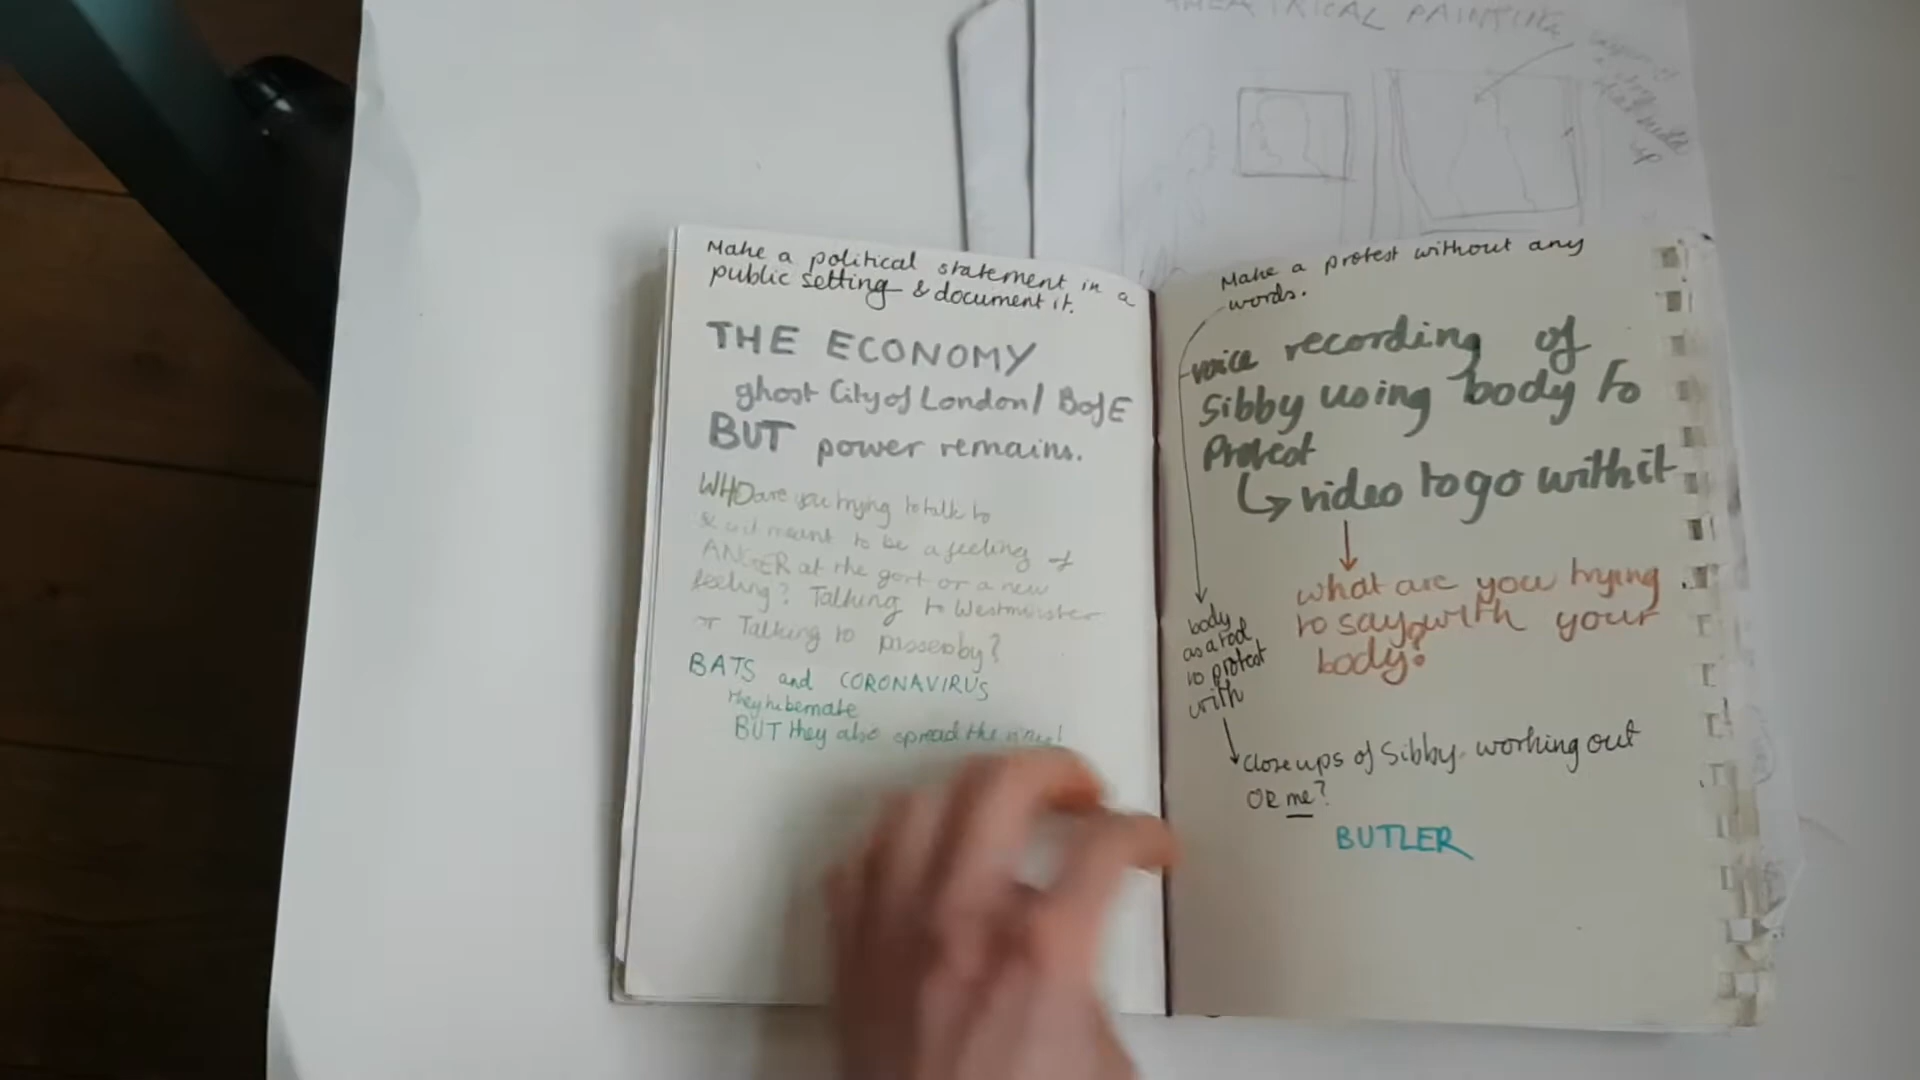 THEATRICAL PAINTING
Make a political statement in a
public setting & document it.
THE ECONOMY
ghost City of London / BofE
BUT power remains.
WHO are you trying to talk to
& is it meant to be a feeling of
ANGER at the govt or a new
feeling? Talking to Westminster
or Talking to passerby?
BATS and CORONAVIRUS
they hibernate
BUT they also spread the virus!
Make a protest without any
words.
voice recording of
Sibby using body to
Protest
video to go with it
what are you trying
to say with your
body?
body
as a tool
to protest
with
close ups of Sibby working out
OR me?
BUTLER